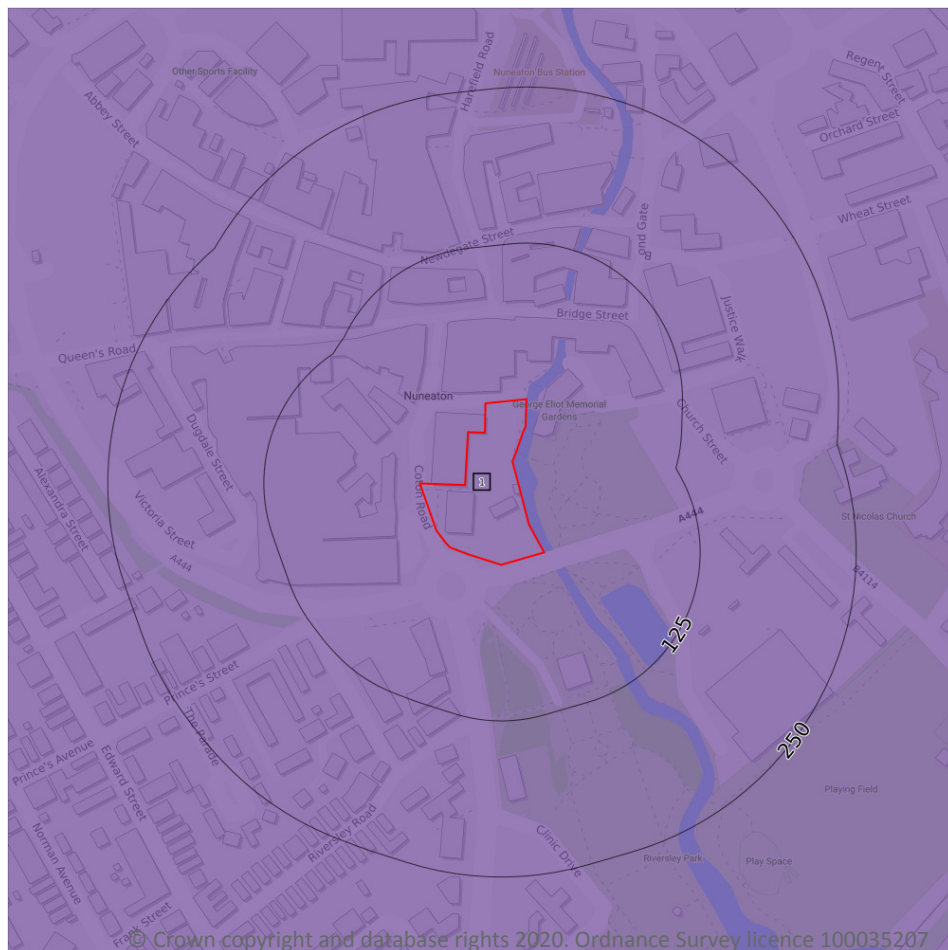 Other Sports Facility
Nuneaton Bus Station
Harefield Road
Regent Street
Abbey Street
Orchard Street
Wheat Street
ond Gate
B
Newdegate Street
Bridge Street
Justice Walk
Queen's Road
Nuneaton
George Eliot Memorial
Gardens
Church Street
Dugdale Street
Coton Road
1
Alexandra Street
Victoria Street
A444
A444
St Nicolas Church
B4114
125
Prince's Street
The Parade
250
Prince's Avenue
Edward Street
Playing Field
Norman Avenue
Riversley Road
Clinic Drive
Riversley Park
Play Space
Frank Street
© Crown copyright and database rights 2020. Ordnance Survey licence 100035207